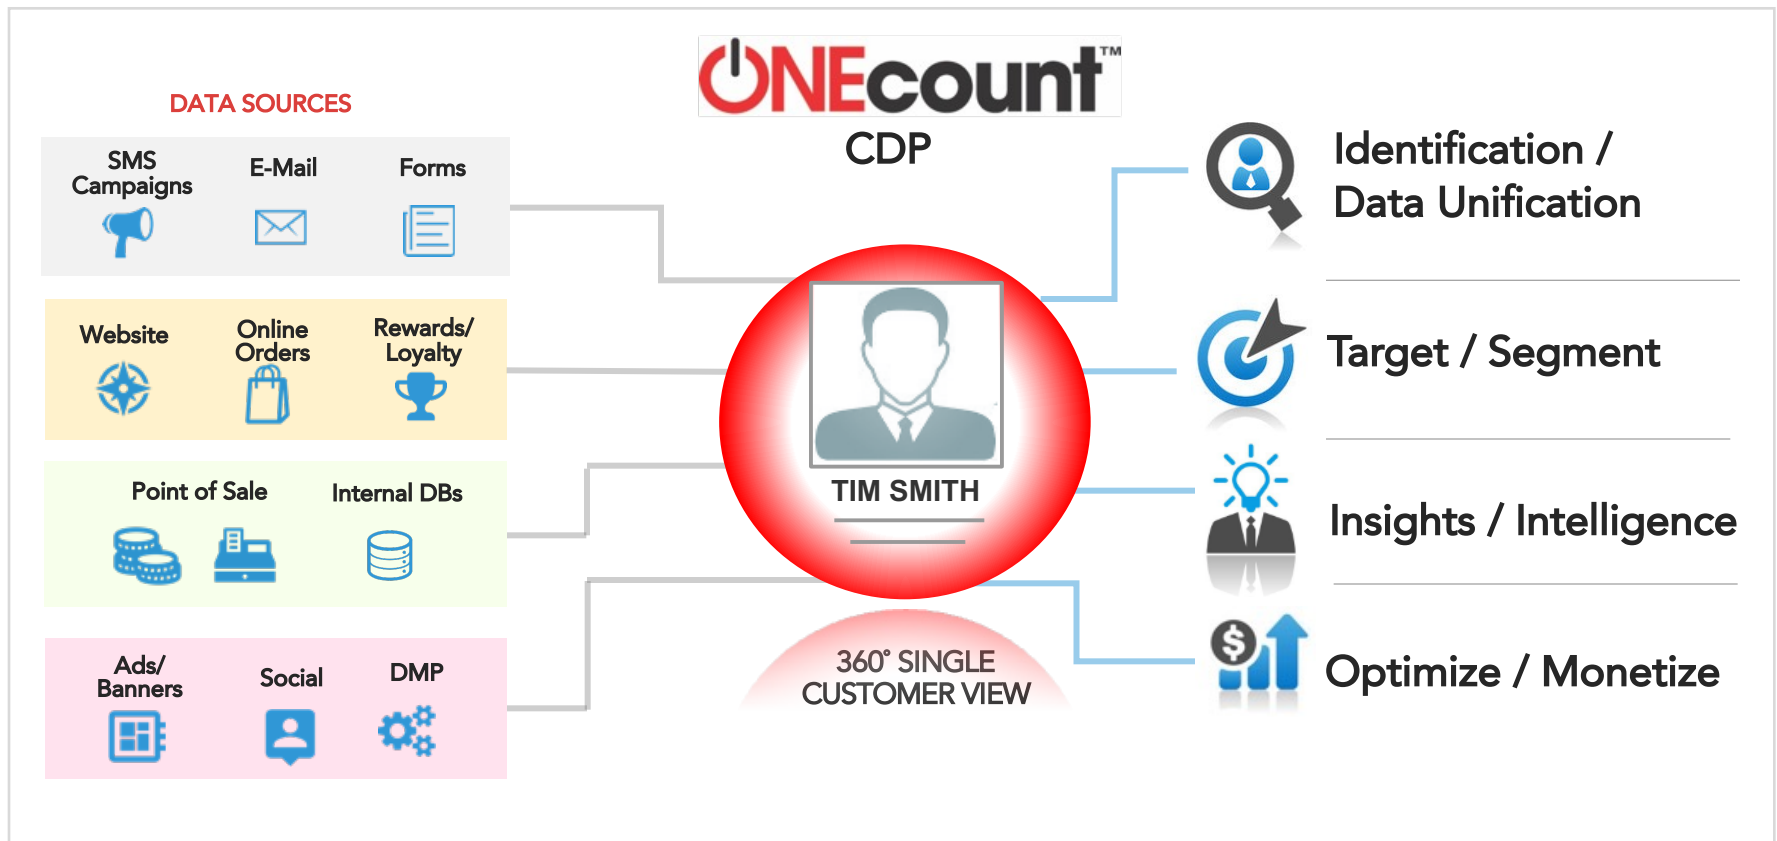 ONEcount™
CDP
DATA SOURCES
SMS
Campaigns
E-Mail
Forms
Website
Online
Orders
Rewards/
Loyalty
Point of Sale
Internal DBs
Ads/
Banners
Social
DMP
TIM SMITH
360° SINGLE
CUSTOMER VIEW
Identification /
Data Unification
Target / Segment
Insights / Intelligence
$
Optimize / Monetize